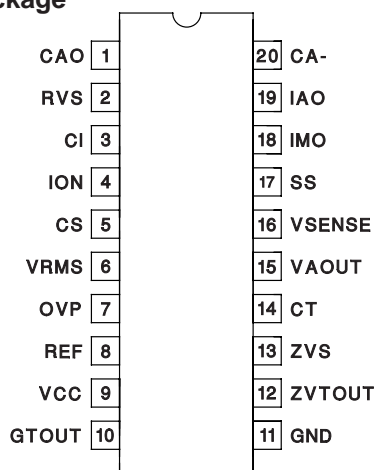 CAO 1 20 CA-
RVS 2 19 IAO
CI 3 18 IMO
ION 4 17 SS
CS 5 16 VSENSE
VRMS 6 15 VAOUT
OVP 7 14 CT
REF 8 13 ZVS
VCC 9 12 ZVTOUT
GTOUT 10 11 GND